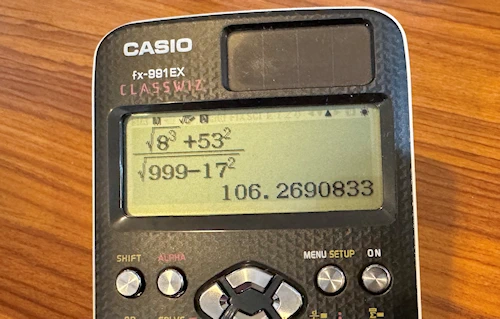 CASIO
fx-991EX
CLASSWIZ
√8³ +53²
√999−17²
106.2690833
SHIFT ALPHA MENU SETUP ON